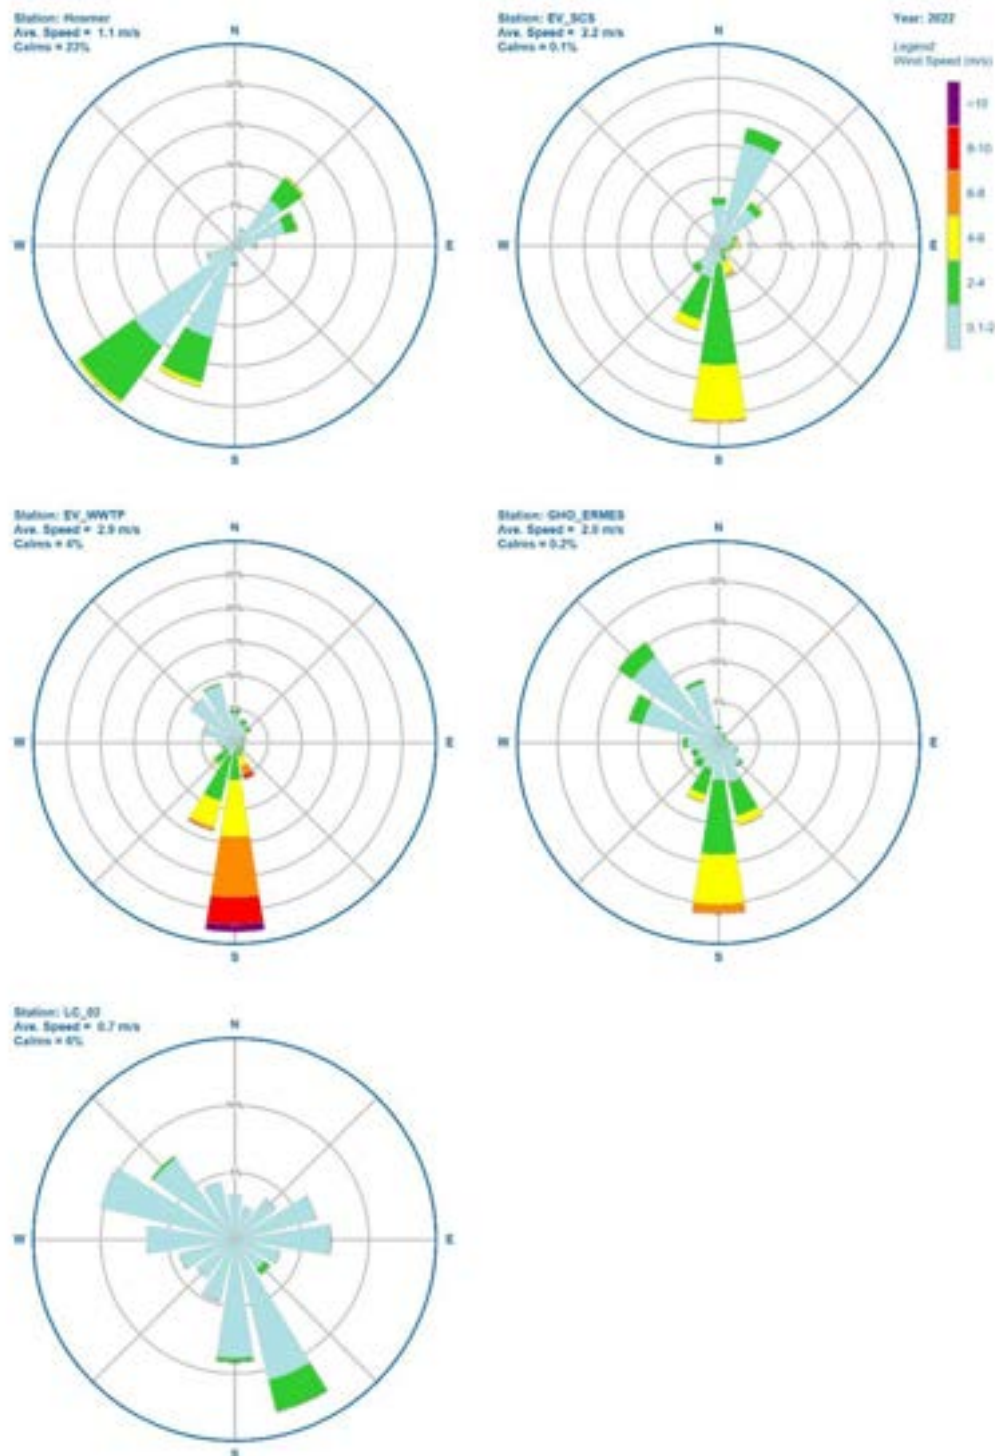 Station: Hosmer
Ave. Speed = 1.1 m/s
Calms = 23%
N
W
E
S
Station: EV_SCS
Ave. Speed = 2.2 m/s
Calms = 0.1%
N
W
E
S
Year: 2022
Legend
Wind Speed (m/s)
>10
8-10
6-8
4-6
2-4
0.1-2
Station: EV_WWTP
Ave. Speed = 2.9 m/s
Calms = 4%
N
W
E
S
Station: GHO_ERMES
Ave. Speed = 2.0 m/s
Calms = 0.2%
N
W
E
S
Station: LC_02
Ave. Speed = 0.7 m/s
Calms = 6%
N
W
E
S